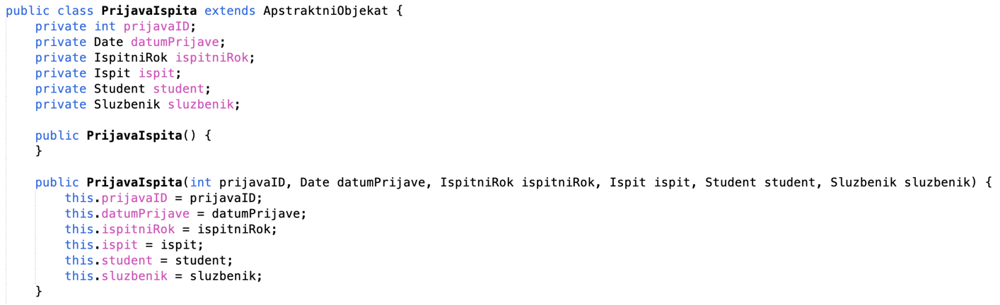 public class PrijavaIspita extends ApstraktniObjekat {
    private int prijavaID;
    private Date datumPrijave;
    private IspitniRok ispitniRok;
    private Ispit ispit;
    private Student student;
    private Sluzbenik sluzbenik;

    public PrijavaIspita() {
    }

    public PrijavaIspita(int prijavaID, Date datumPrijave, IspitniRok ispitniRok, Ispit ispit, Student student, Sluzbenik sluzbenik) {
        this.prijavaID = prijavaID;
        this.datumPrijave = datumPrijave;
        this.ispitniRok = ispitniRok;
        this.ispit = ispit;
        this.student = student;
        this.sluzbenik = sluzbenik;
    }